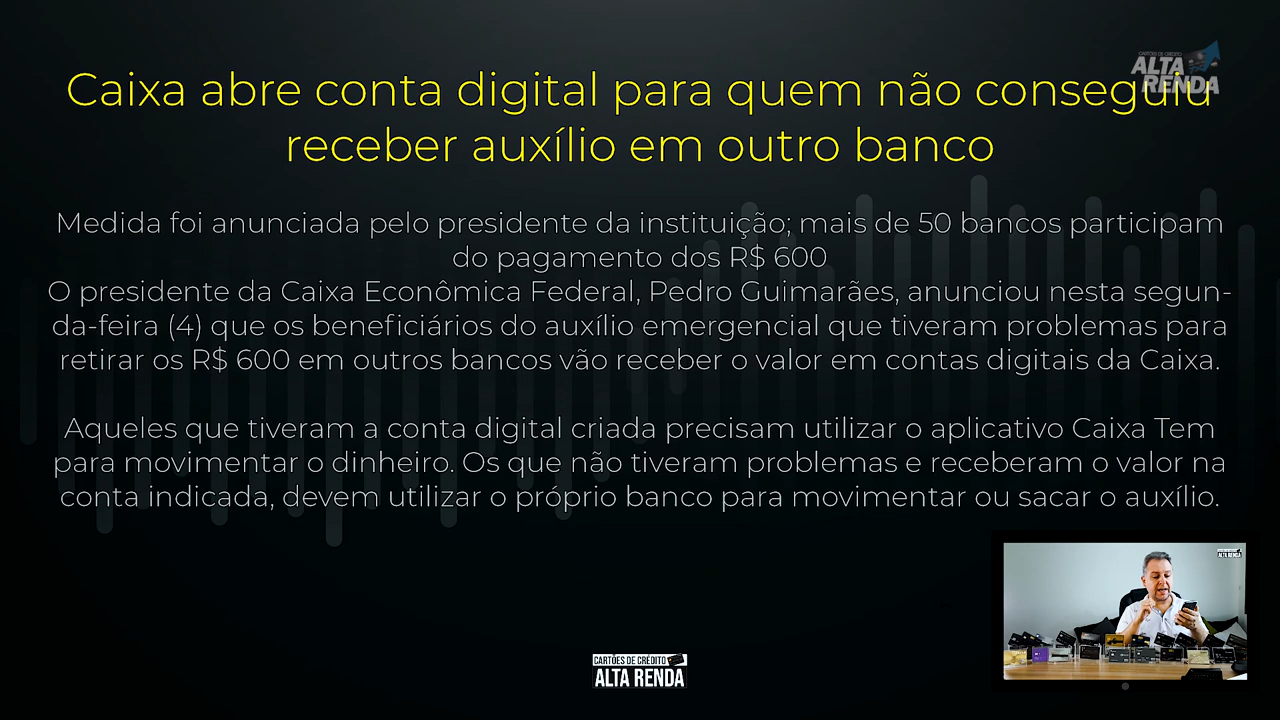 CARTÕES DE CRÉDITO
ALTA
RENDA
Caixa abre conta digital para quem não conseguiu
receber auxílio em outro banco
Medida foi anunciada pelo presidente da instituição; mais de 50 bancos participam
do pagamento dos R$ 600
O presidente da Caixa Econômica Federal, Pedro Guimarães, anunciou nesta segun-
da-feira (4) que os beneficiários do auxílio emergencial que tiveram problemas para
retirar os R$ 600 em outros bancos vão receber o valor em contas digitais da Caixa.
Aqueles que tiveram a conta digital criada precisam utilizar o aplicativo Caixa Tem
para movimentar o dinheiro. Os que não tiveram problemas e receberam o valor na
conta indicada, devem utilizar o próprio banco para movimentar ou sacar o auxílio.
ALTA RENDA
CARTÕES DE CRÉDITO
ALTA RENDA